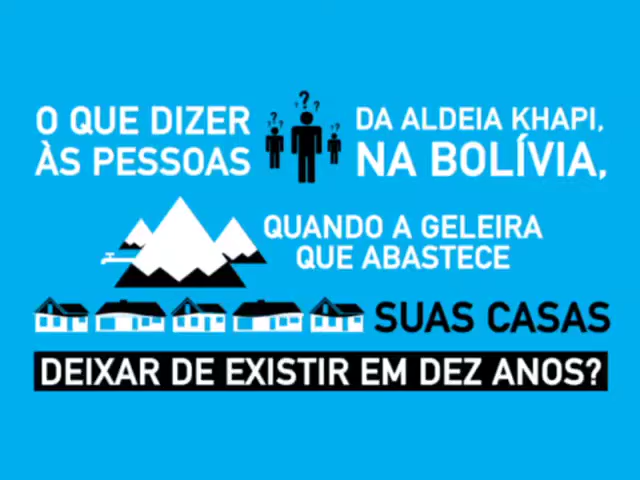 O QUE DIZER
ÀS PESSOAS
? ? ?
? ? ?
? ?
DA ALDEIA KHAPI,
NA BOLÍVIA,
QUANDO A GELEIRA
QUE ABASTECE
SUAS CASAS
DEIXAR DE EXISTIR EM DEZ ANOS?